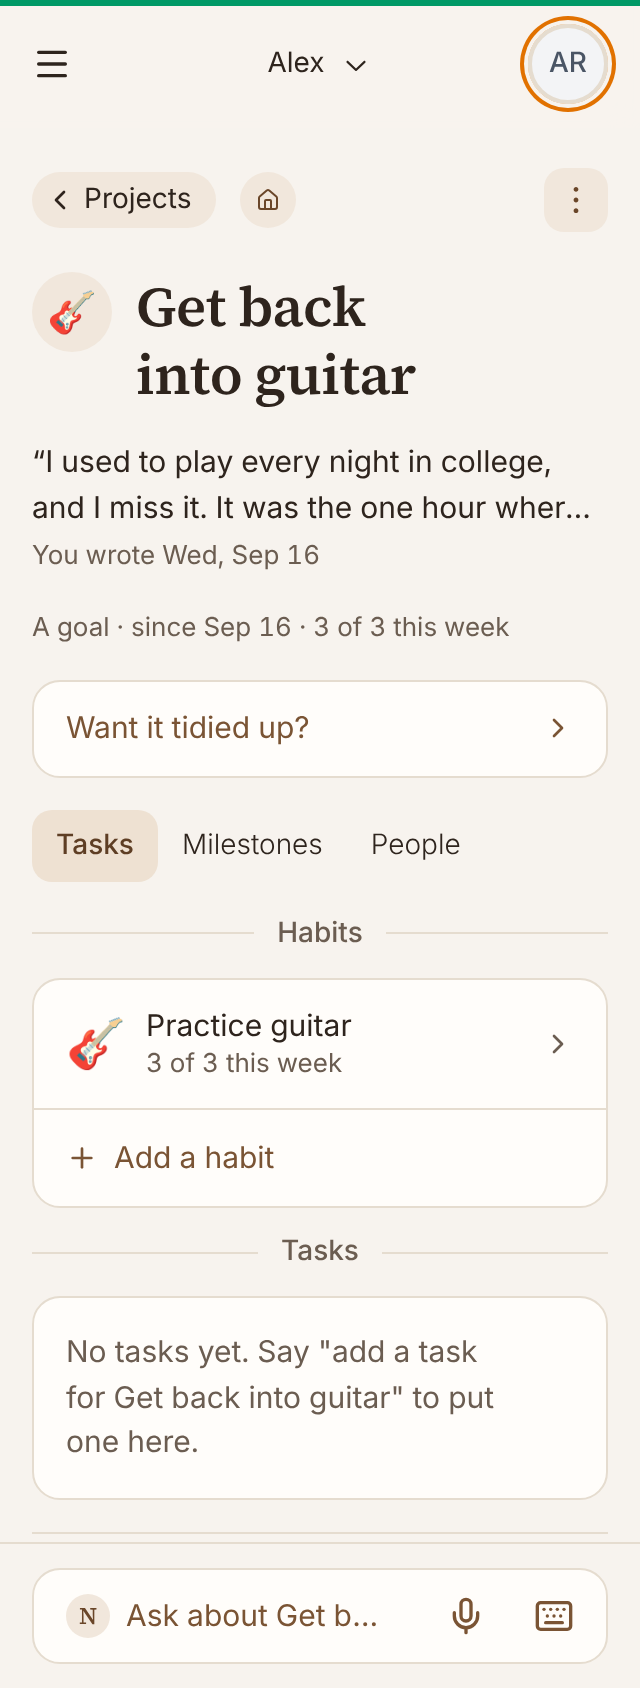 Alex
AR
Projects
Get back
into guitar
“I used to play every night in college,
and I miss it. It was the one hour wher...
You wrote Wed, Sep 16
A goal · since Sep 16 · 3 of 3 this week
Want it tidied up?
Tasks Milestones People
Habits
Practice guitar
3 of 3 this week
Add a habit
Tasks
No tasks yet. Say "add a task
for Get back into guitar" to put
one here.
N Ask about Get b...